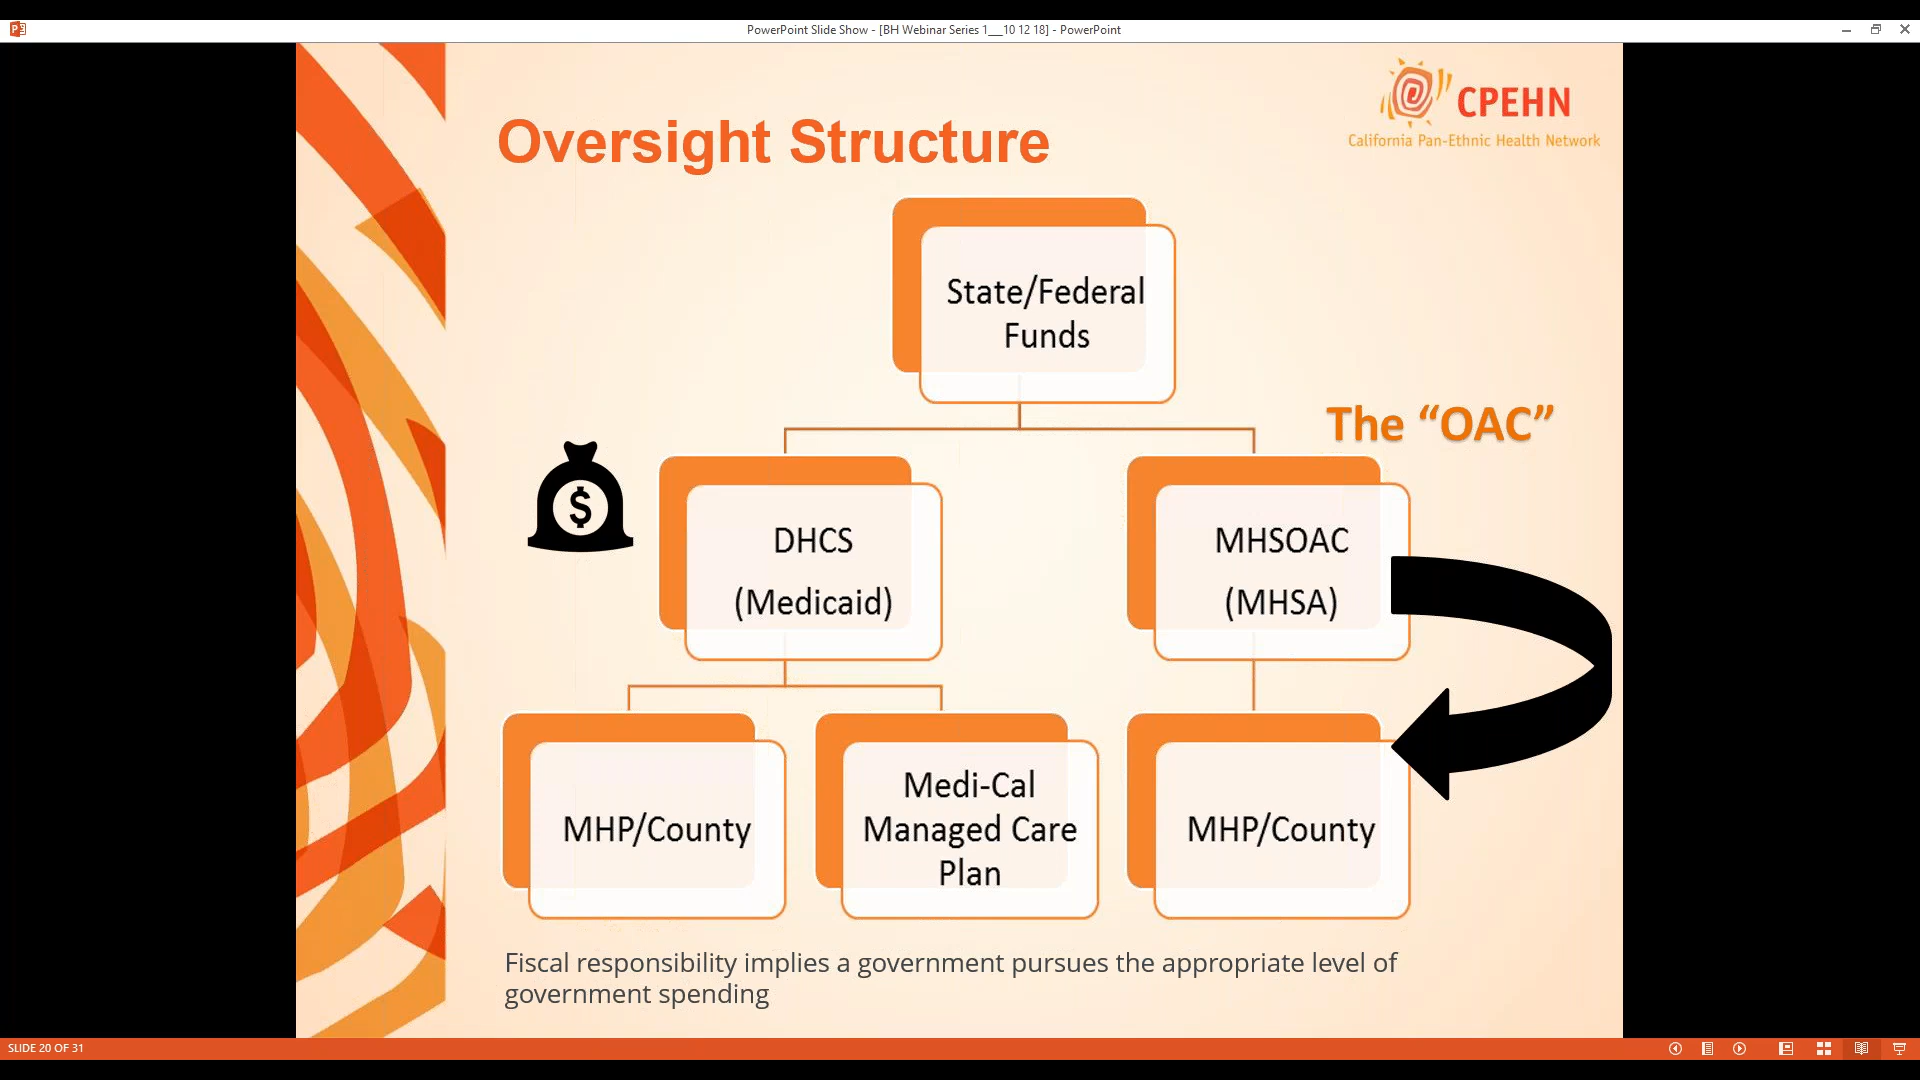 PowerPoint Slide Show - [BH Webinar Series 1___10 12 18] - PowerPoint
CPEHN
California Pan-Ethnic Health Network
Oversight Structure
State/Federal
Funds
The “OAC”
$
DHCS
(Medicaid)
MHSOAC
(MHSA)
MHP/County
Medi-Cal
Managed Care
Plan
MHP/County
Fiscal responsibility implies a government pursues the appropriate level of
government spending
SLIDE 20 OF 31